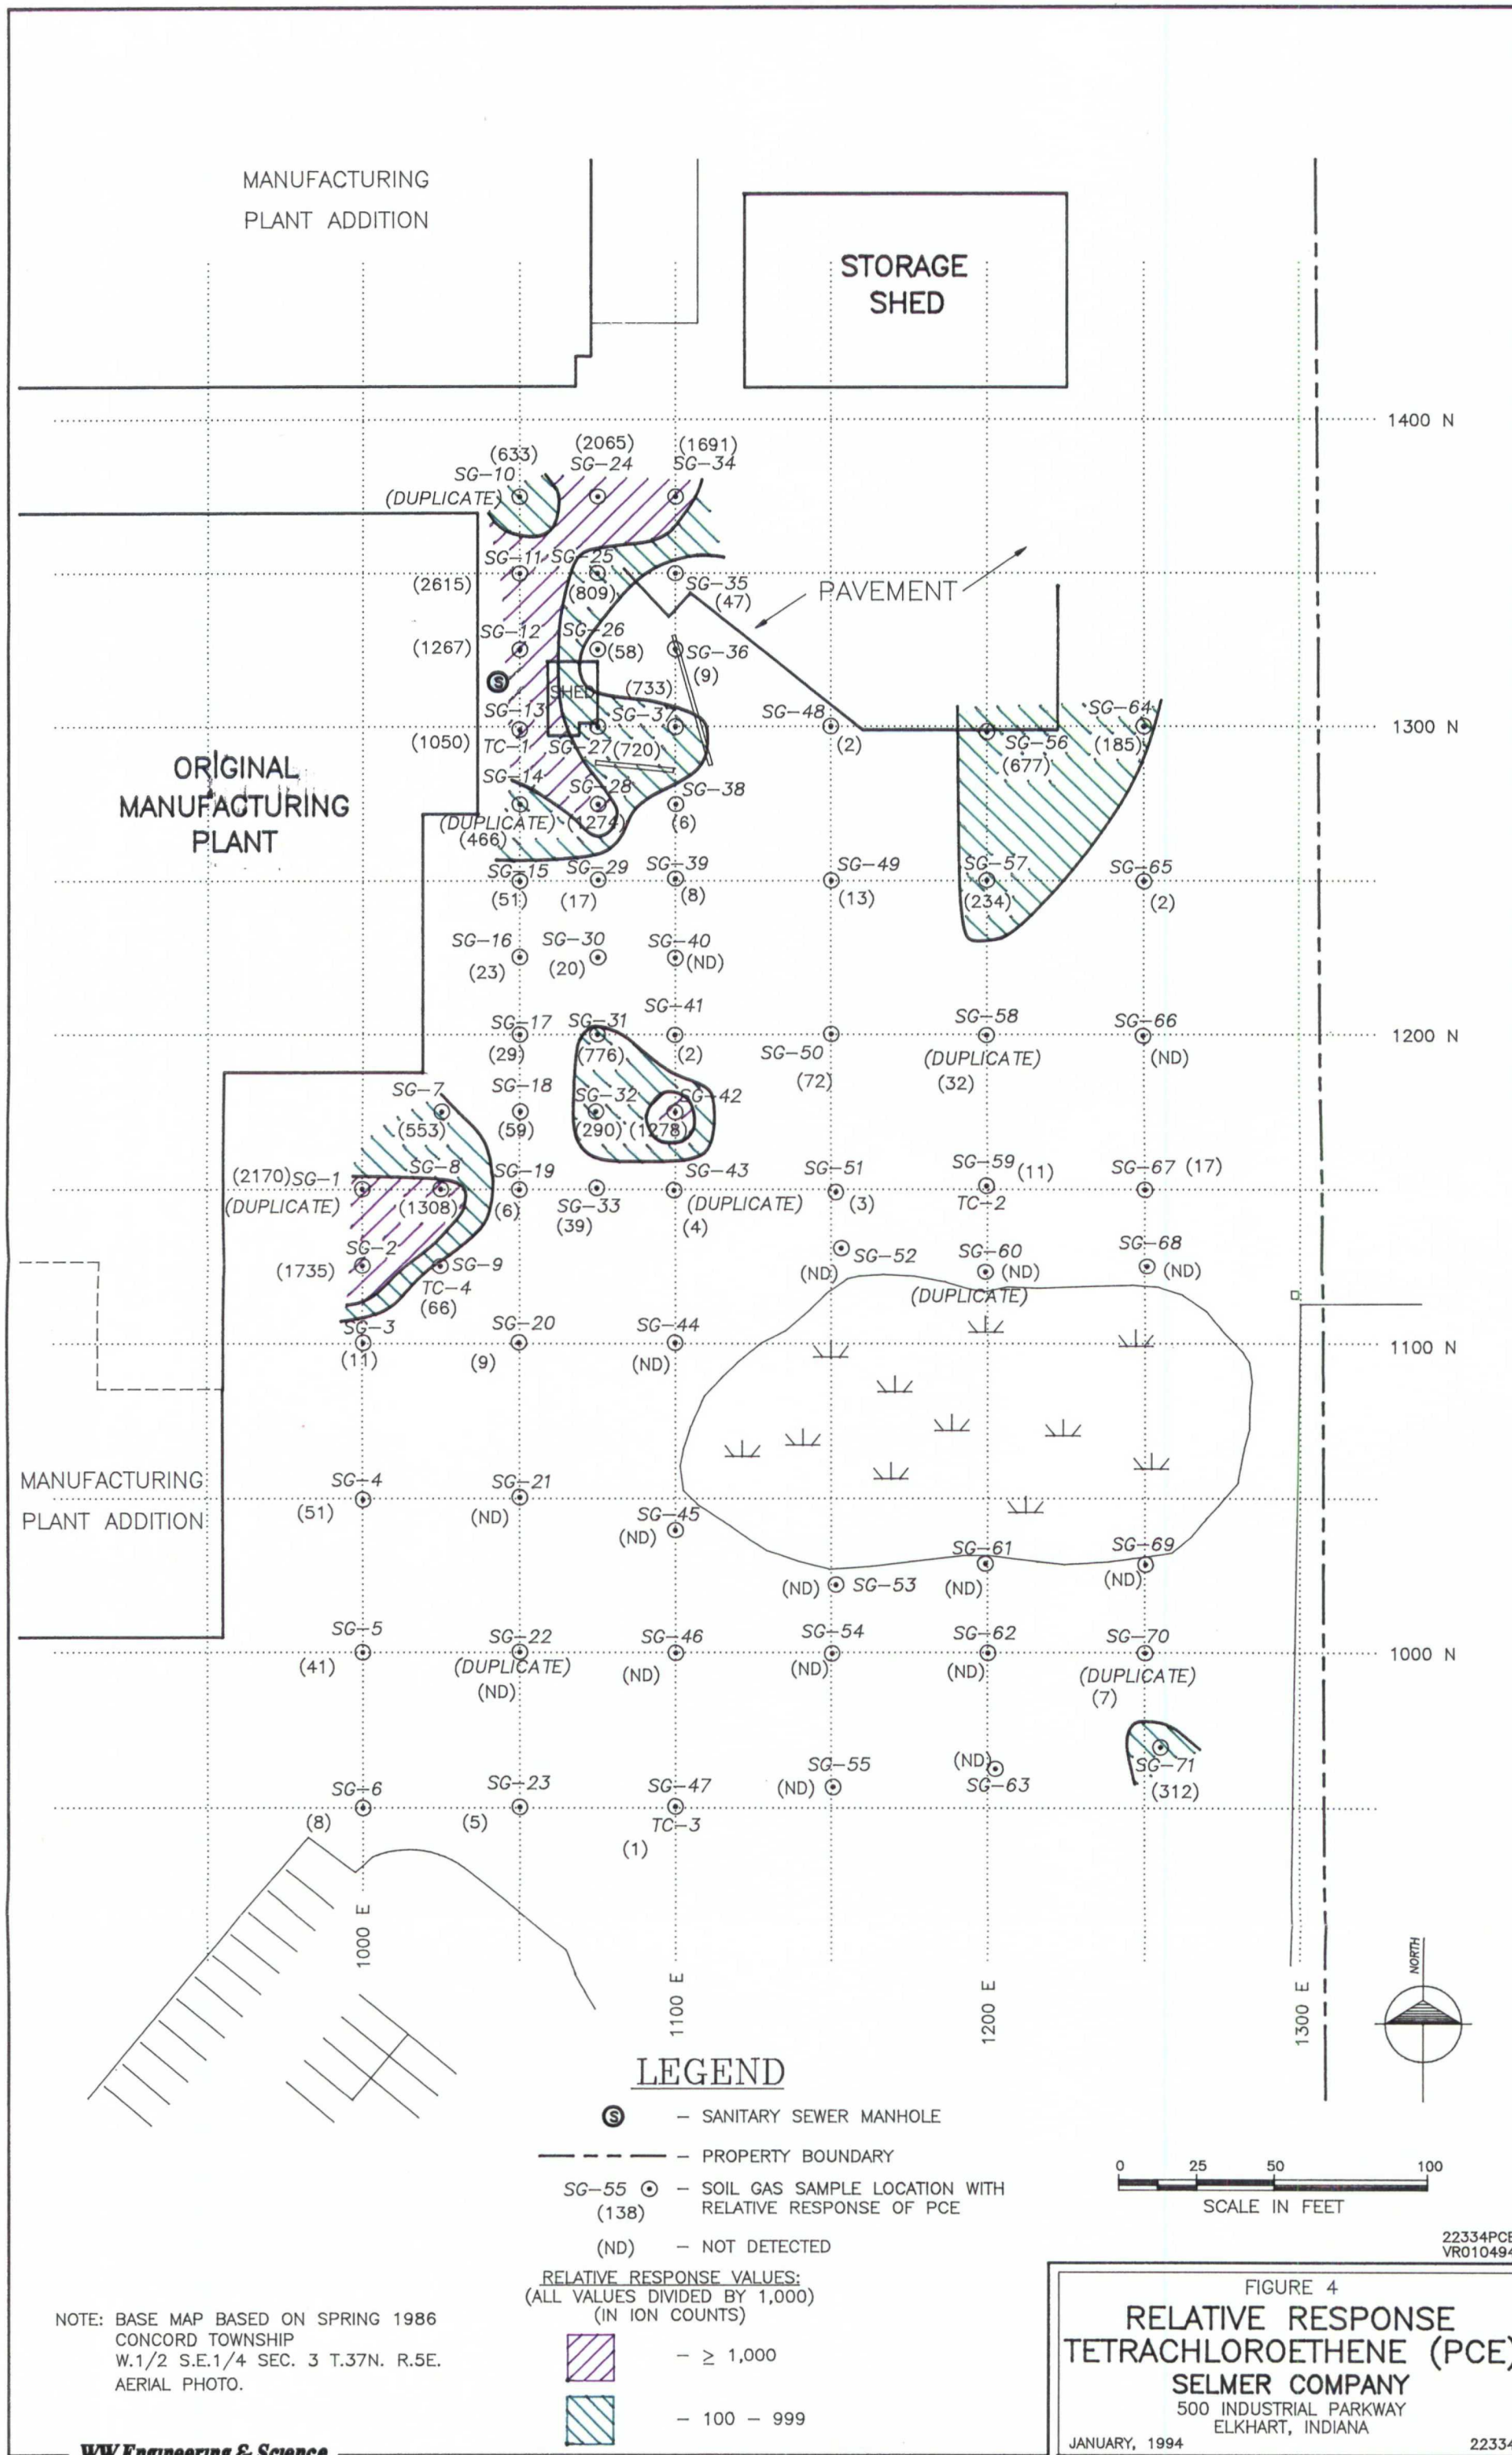 MANUFACTURING
PLANT ADDITION
STORAGE
SHED
1400 N
(633)
(2065)
(1691)
SG-10
SG-24
SG-34
(DUPLICATE)
SG-11
SG-25
(2615)
(809)
SG-35
(47)
PAVEMENT
SG-12
SG-26
(1267)
(58)
SG-36
(9)
S
SHED
(733)
SG-13
SG-37
SG-48
SG-64
(1050)
TC-1
SG-27
(720)
(2)
SG-56
(185)
1300 N
(677)
ORIGINAL
MANUFACTURING
PLANT
SG-14
SG-28
SG-38
(DUPLICATE)
(1274)
(6)
(466)
SG-15
SG-29
SG-39
SG-49
SG-57
SG-65
(51)
(17)
(8)
(13)
(234)
(2)
SG-16
SG-30
SG-40
(23)
(20)
(ND)
SG-41
SG-17
SG-31
SG-58
SG-66
1200 N
(29)
(776)
(2)
SG-50
(DUPLICATE)
(ND)
(72)
(32)
SG-7
SG-18
SG-32
SG-42
(553)
(59)
(290)
(1278)
(2170)
SG-1
SG-8
SG-19
SG-43
SG-51
SG-59
(11)
SG-67
(17)
(DUPLICATE)
(1308)
(6)
SG-33
(DUPLICATE)
(3)
TC-2
(39)
(4)
SG-2
SG-9
SG-52
SG-60
SG-68
(1735)
TC-4
(ND)
(ND)
(ND)
(66)
(DUPLICATE)
SG-3
SG-20
SG-44
1100 N
(11)
(9)
(ND)
MANUFACTURING
PLANT ADDITION
SG-4
SG-21
SG-45
(51)
(ND)
(ND)
SG-61
SG-69
(ND)
SG-53
(ND)
(ND)
SG-5
SG-22
SG-46
SG-54
SG-62
SG-70
1000 N
(41)
(DUPLICATE)
(ND)
(ND)
(ND)
(DUPLICATE)
(ND)
(7)
SG-6
SG-23
SG-47
SG-55
(ND)
SG-71
(8)
(5)
TC-3
(ND)
SG-63
(312)
(1)
1000 E
1100 E
1200 E
1300 E
NORTH
LEGEND
S
- SANITARY SEWER MANHOLE
- PROPERTY BOUNDARY
SG-55
- SOIL GAS SAMPLE LOCATION WITH
(138)
RELATIVE RESPONSE OF PCE
(ND)
- NOT DETECTED
RELATIVE RESPONSE VALUES:
(ALL VALUES DIVIDED BY 1,000)
(IN ION COUNTS)
- ≥ 1,000
- 100 - 999
0 25 50 100
SCALE IN FEET
22334PCE
VR010494
NOTE: BASE MAP BASED ON SPRING 1986
CONCORD TOWNSHIP
W.1/2 S.E.1/4 SEC. 3 T.37N. R.5E.
AERIAL PHOTO.
WW Engineering & Science
FIGURE 4
RELATIVE RESPONSE
TETRACHLOROETHENE (PCE)
SELMER COMPANY
500 INDUSTRIAL PARKWAY
ELKHART, INDIANA
JANUARY, 1994
22334